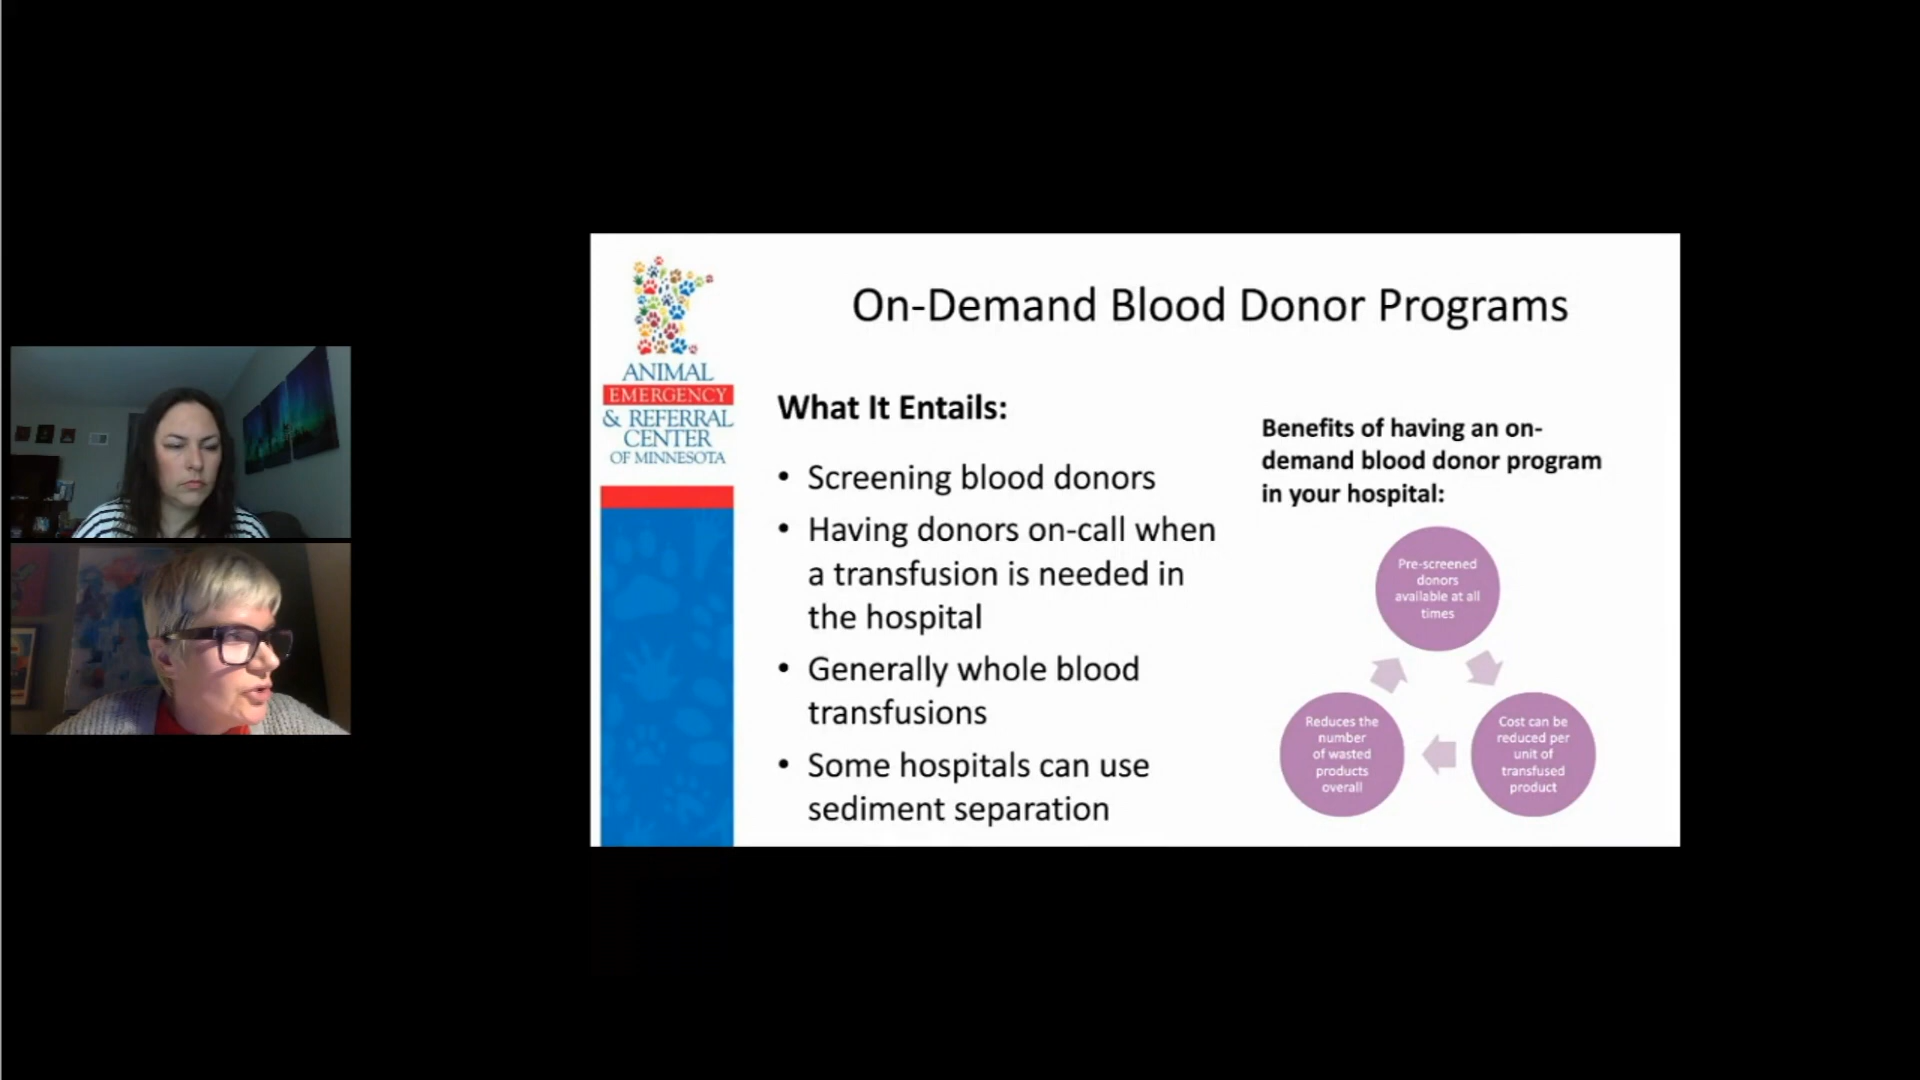 ANIMAL
EMERGENCY
& REFERRAL
CENTER
OF MINNESOTA
On-Demand Blood Donor Programs
What It Entails:
• Screening blood donors
• Having donors on-call when
a transfusion is needed in
the hospital
• Generally whole blood
transfusions
• Some hospitals can use
sediment separation
Benefits of having an on-
demand blood donor program
in your hospital:
Pre-screened
donors
available at all
times
Cost can be
reduced per
unit of
transfused
product
Reduces the
number
of wasted
products
overall